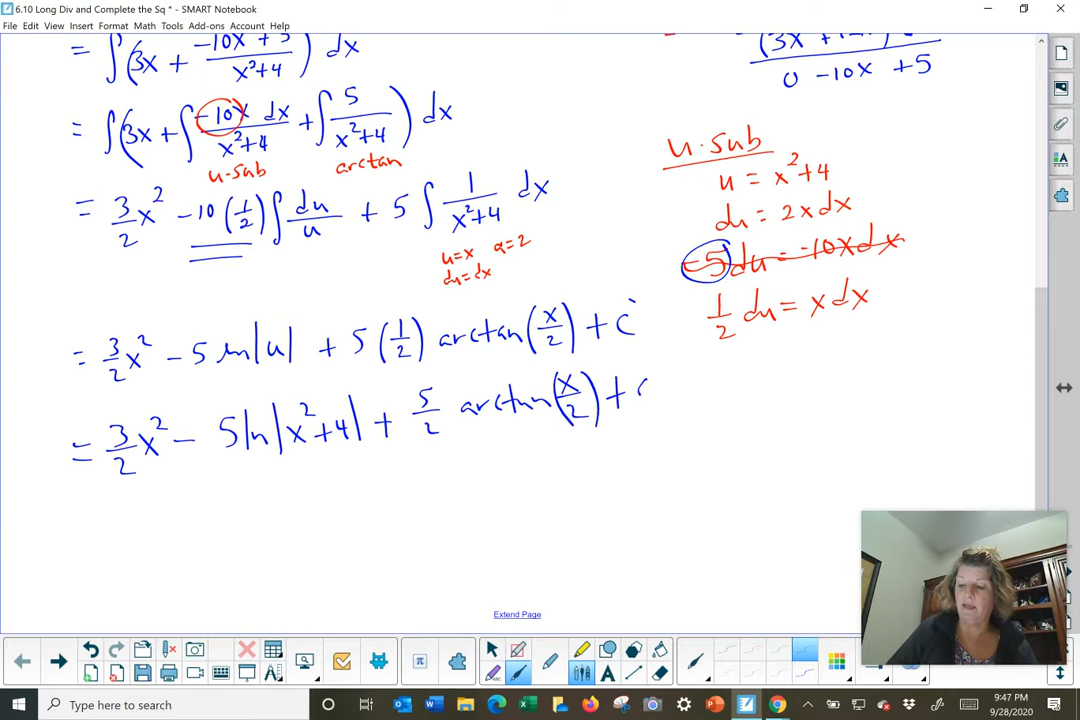 6.10 Long Div and Complete the Sq * - SMART Notebook
File Edit View Insert Format Math Tools Add-ons Account Help
= ∫(3x + (-10x + 5)/(x²+4)) dx
(3x³ + 12x)
0 -10x +5
= ∫(3x + ∫ (-10x dx)/(x²+4) + ∫ 5/(x²+4)) dx
u-sub arctan
= 3/2 x² -10 (1/2) ∫ du/u + 5 ∫ 1/(x²+4) dx
u=x a=2
du=dx
u-sub
u = x²+4
du = 2x dx
-5 du = -10x dx
1/2 du = x dx
= 3/2 x² - 5 ln|u| + 5 (1/2) arctan(x/2) + C
= 3/2 x² - 5 ln|x²+4| + 5/2 arctan(x/2) + C
Extend Page
Type here to search
9:47 PM
9/28/2020